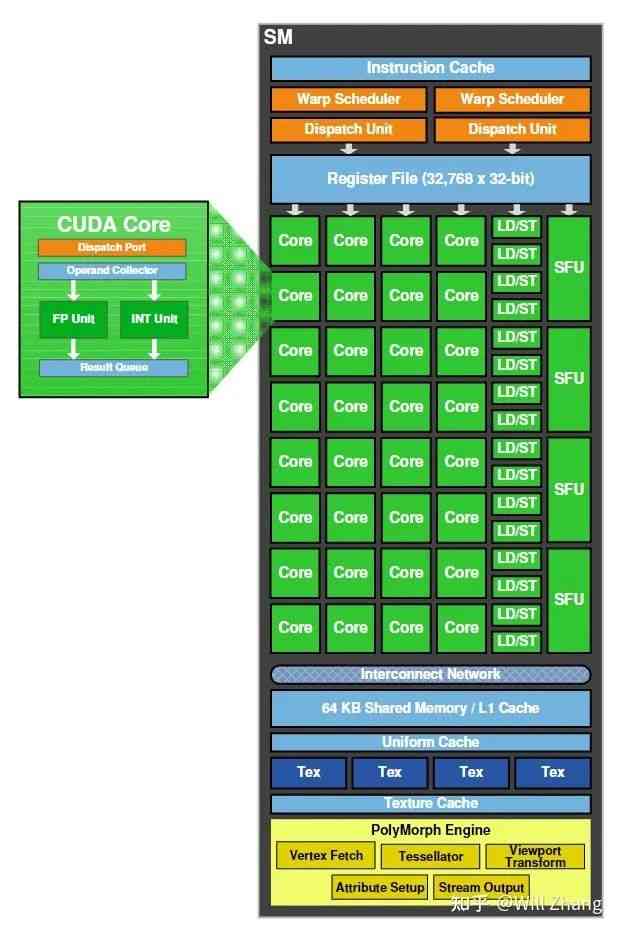 SM
Instruction Cache
Warp Scheduler Warp Scheduler
Dispatch Unit Dispatch Unit
Register File (32,768 x 32-bit)
CUDA Core
Dispatch Port
Operand Collector
FP Unit INT Unit
Result Queue
Core Core Core Core LD/ST LD/ST SFU
Core Core Core Core LD/ST LD/ST
Core Core Core Core LD/ST LD/ST SFU
Core Core Core Core LD/ST LD/ST
Core Core Core Core LD/ST LD/ST SFU
Core Core Core Core LD/ST LD/ST
Core Core Core Core LD/ST LD/ST SFU
Core Core Core Core LD/ST LD/ST
Interconnect Network
64 KB Shared Memory / L1 Cache
Uniform Cache
Tex Tex Tex Tex
Texture Cache
PolyMorph Engine
Vertex Fetch Tessellator Viewport
Transform
Attribute Setup Stream Output
知乎 @Will Zhang